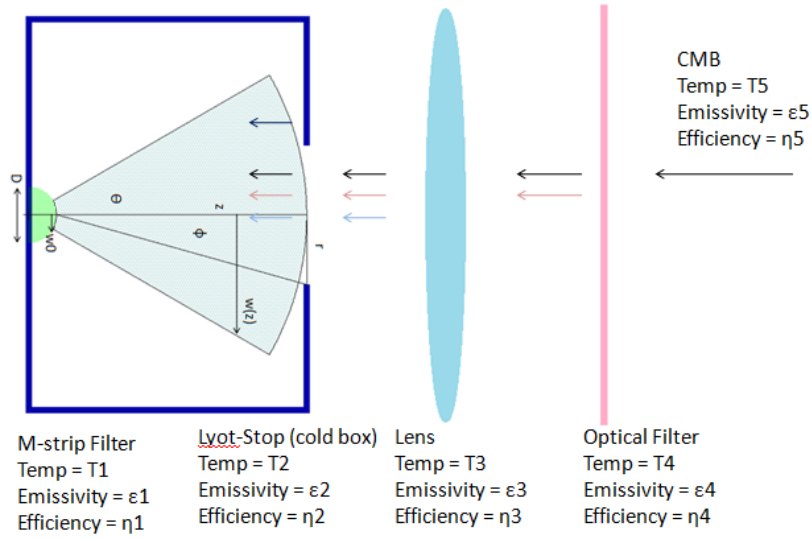 CMB
Temp = T5
Emissivity = ε5
Efficiency = η5
D
w0
Θ
z
ϕ
r
w(z)
M-strip Filter
Temp = T1
Emissivity = ε1
Efficiency = η1
Lyot-Stop (cold box)
Temp = T2
Emissivity = ε2
Efficiency = η2
Lens
Temp = T3
Emissivity = ε3
Efficiency = η3
Optical Filter
Temp = T4
Emissivity = ε4
Efficiency = η4